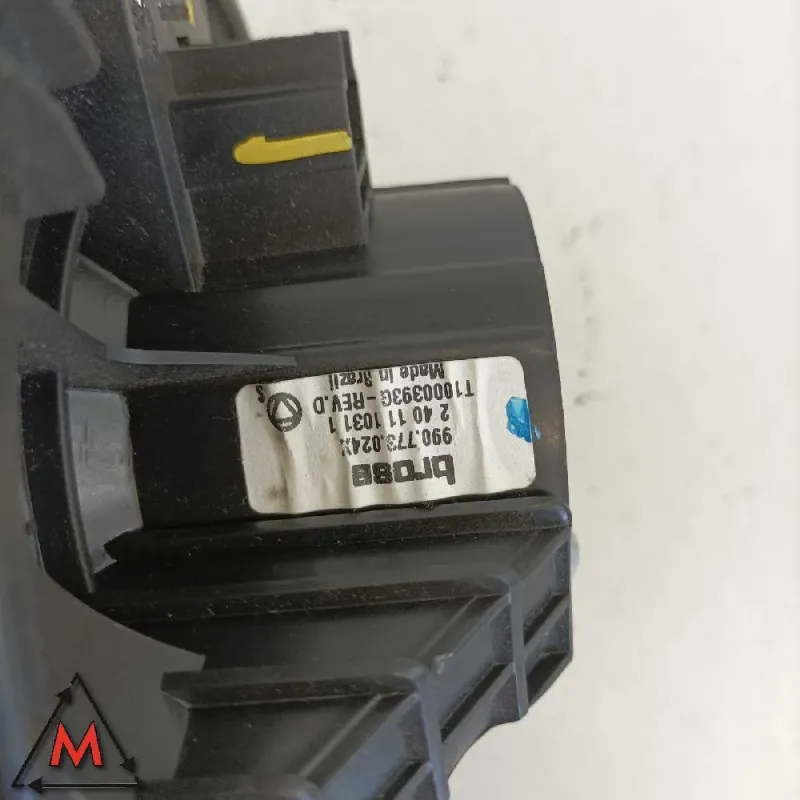 brose
990.773.024X
2 40 11 1031 1
T1000393G-REV.D
Made in Brazil
S
M